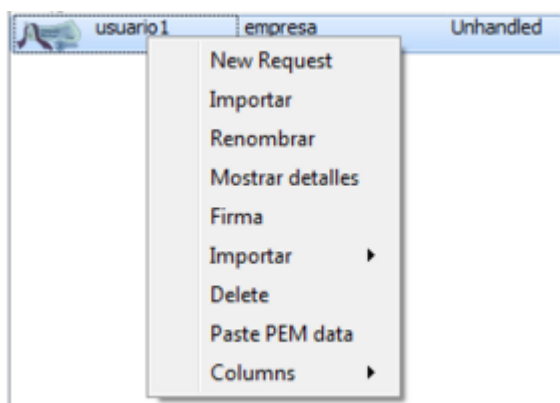 usuario1 empresa Unhandled
New Request
Importar
Renombrar
Mostrar detalles
Firma
Importar
Delete
Paste PEM data
Columns